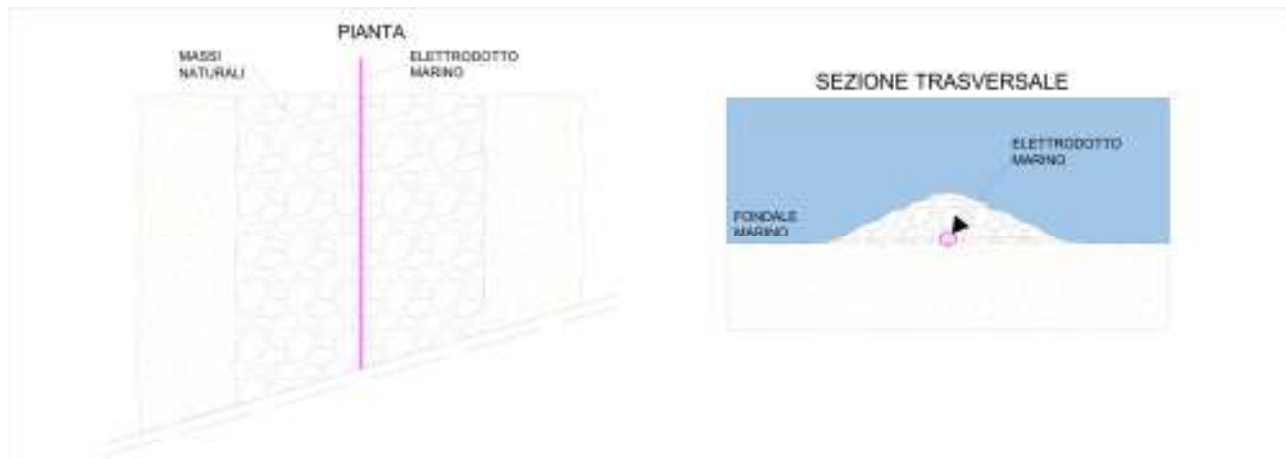 PIANTA
MASSI
NATURALI
ELETTRODOTTO
MARINO
SEZIONE TRASVERSALE
ELETTRODOTTO
MARINO
FONDALE
MARINO